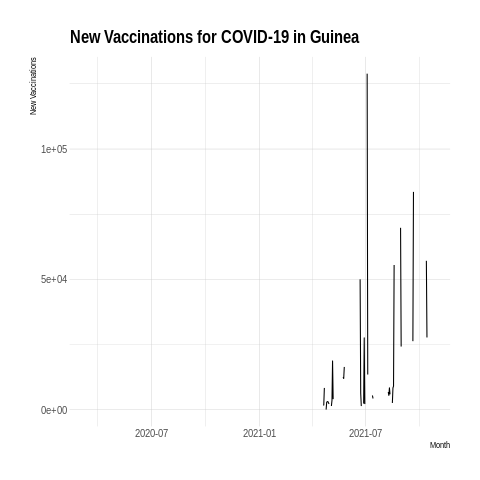 New Vaccinations for COVID-19 in Guinea
New Vaccinations
1e+05
5e+04
0e+00
2020-07 2021-01 2021-07
Month